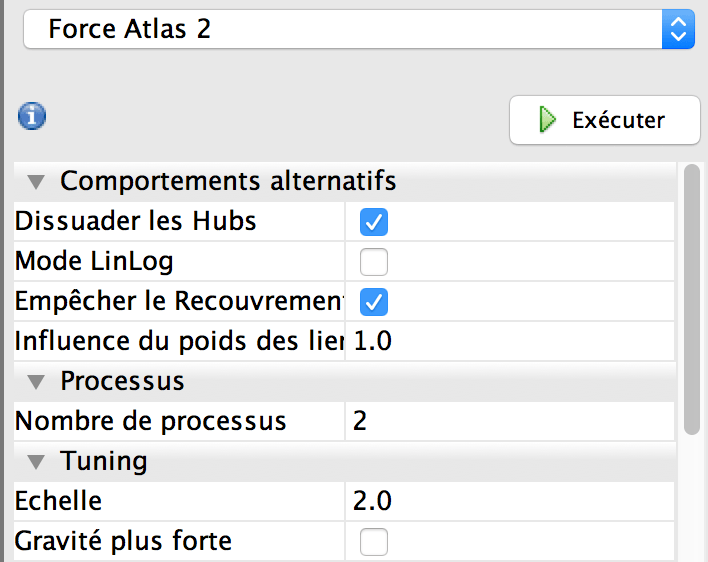 Force Atlas 2
Exécuter
Comportements alternatifs
Dissuader les Hubs
Mode LinLog
Empêcher le Recouvremen
Influence du poids des lier 1.0
Processus
Nombre de processus 2
Tuning
Echelle 2.0
Gravité plus forte